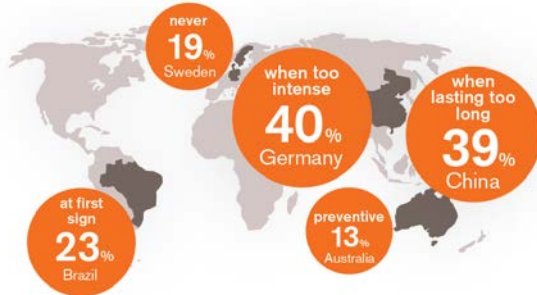 never
19%
Sweden
when too
intense
40%
Germany
when
lasting too
long
39%
China
at first
sign
23%
Brazil
preventive
13%
Australia